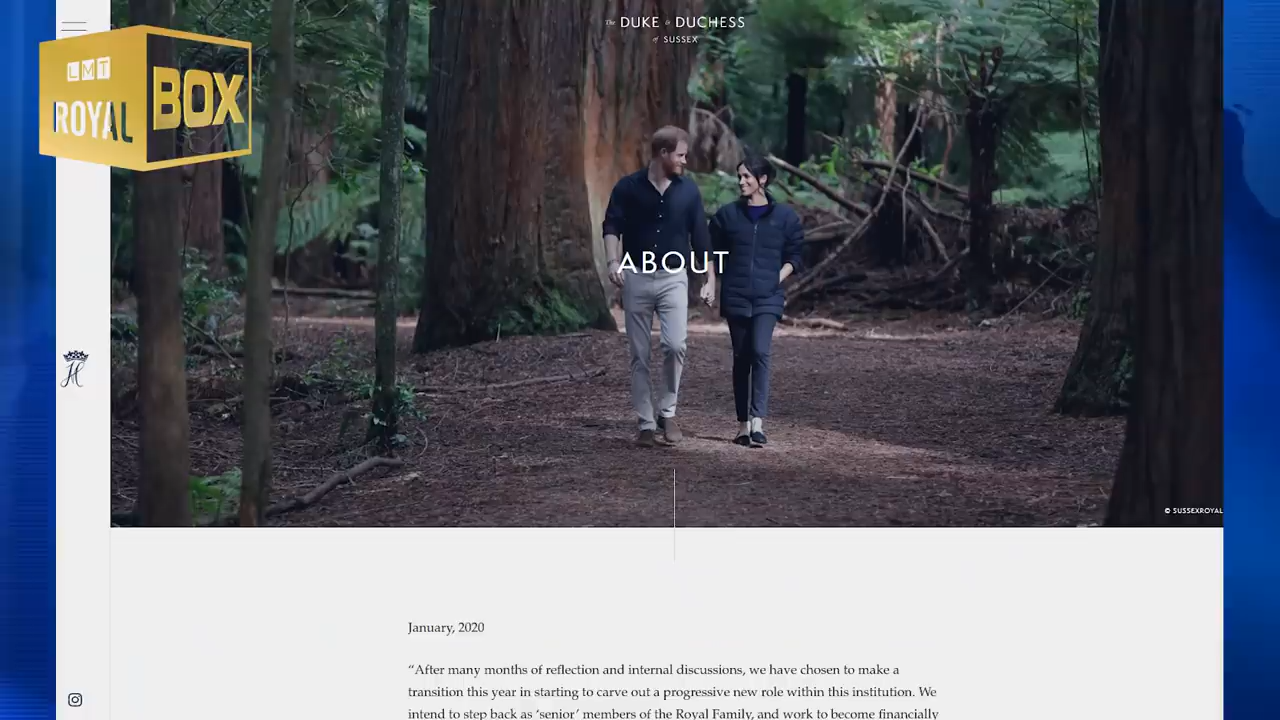 The DUKE & DUCHESS
of SUSSEX
LMT
ROYAL BOX
ABOUT
© SUSSEXROYAL
January, 2020
“After many months of reflection and internal discussions, we have chosen to make a
transition this year in starting to carve out a progressive new role within this institution. We
intend to step back as ‘senior’ members of the Royal Family, and work to become financially